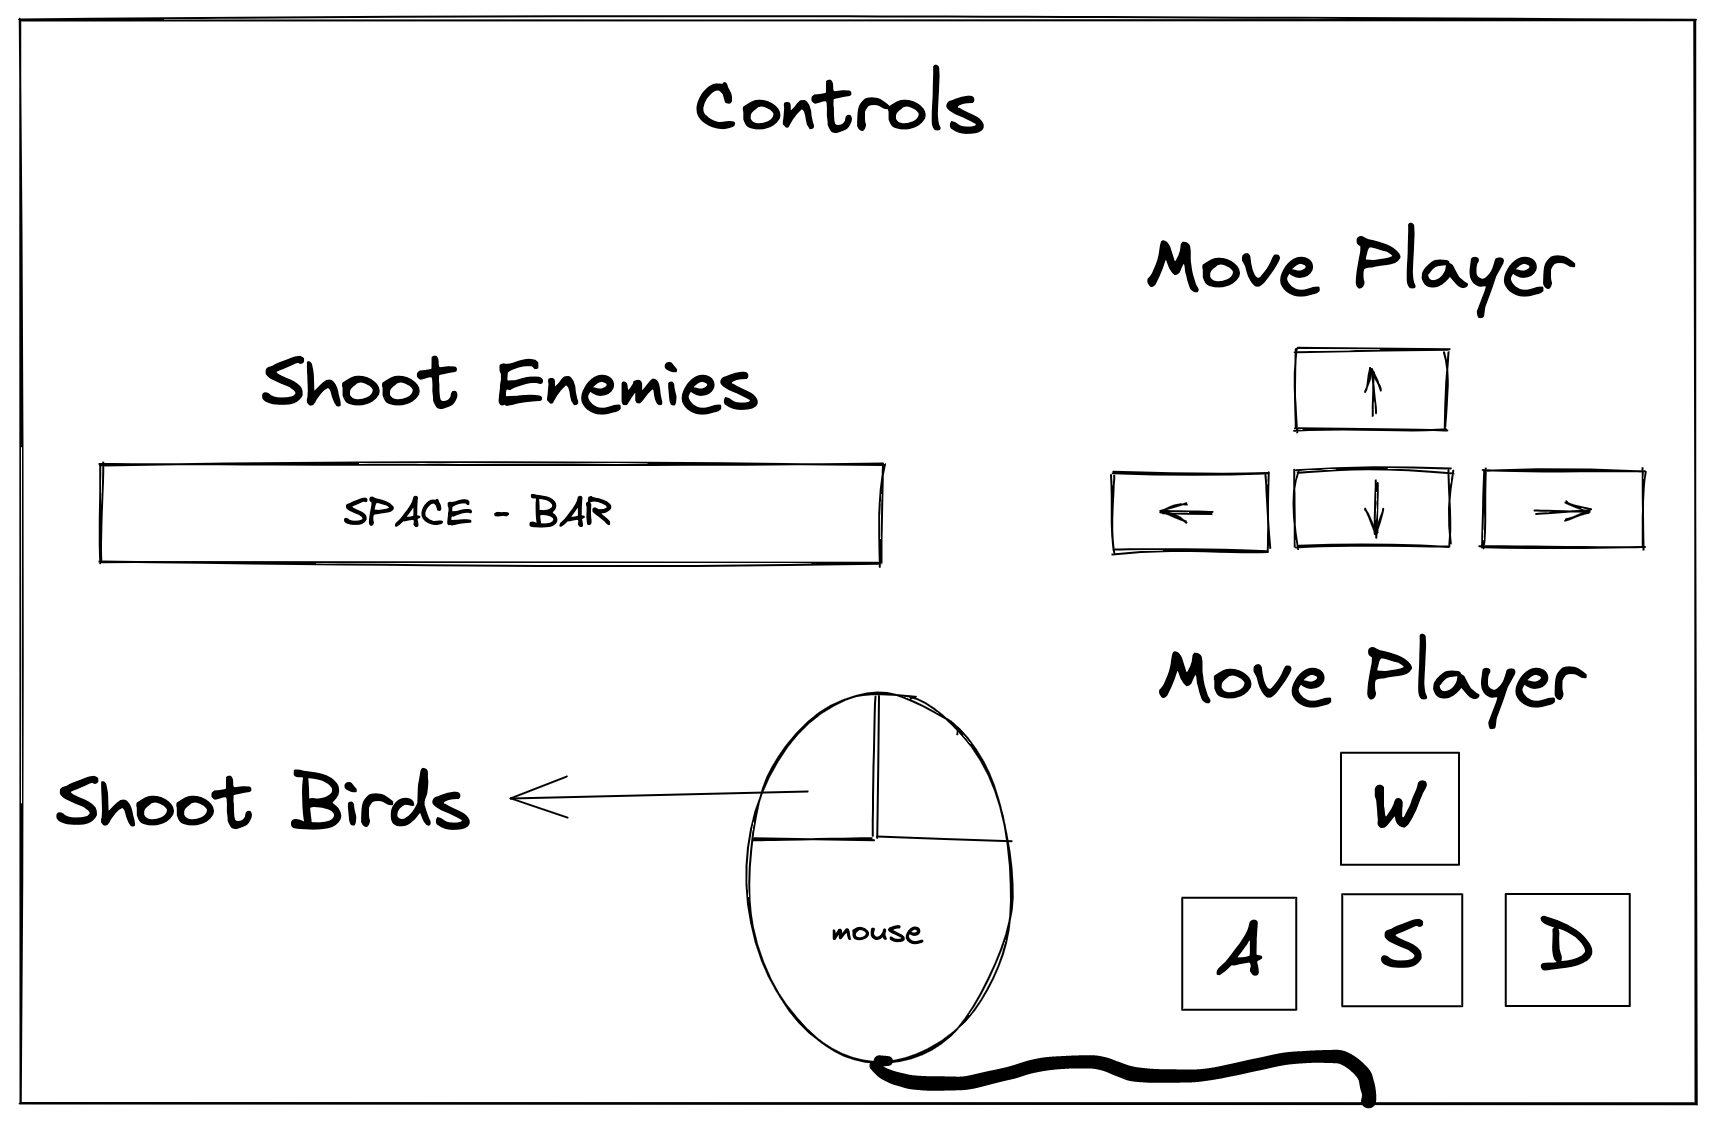 Controls
Move Player
Shoot Enemies
SPACE - BAR
Move Player
Shoot Birds
W
mouse
A S D